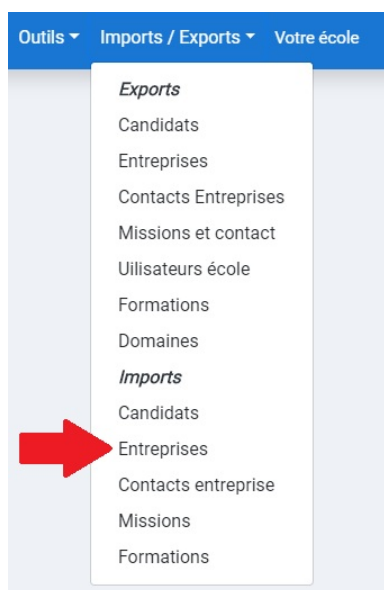 Outils Imports / Exports Votre école
Exports
Candidats
Entreprises
Contacts Entreprises
Missions et contact
Uilisateurs école
Formations
Domaines
Imports
Candidats
Entreprises
Contacts entreprise
Missions
Formations